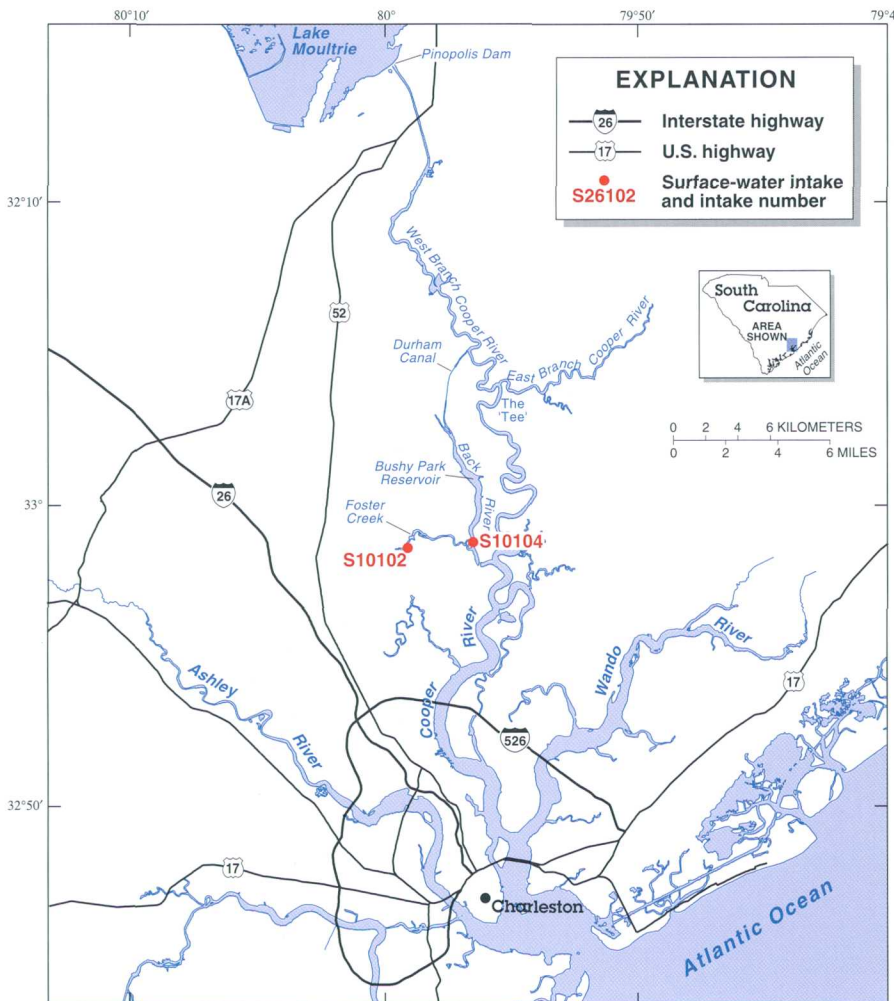 80°10'
80°
79°50'
79°4
Lake
Moultrie
Pinopolis Dam
EXPLANATION
26
Interstate highway
17
U.S. highway
S26102
Surface-water intake
and intake number
32°10'
West Branch Cooper River
South
Carolina
AREA
SHOWN
Atlantic
Ocean
52
Durham
Canal
East Branch Cooper River
The
'Tee'
17A
0 2 4 6 KILOMETERS
0 2 4 6 MILES
Back River
Bushy Park
Reservoir
26
33°
Foster
Creek
S10102
S10104
Ashley River
Cooper River
Wando River
17
526
32°50'
17
Charleston
Atlantic Ocean